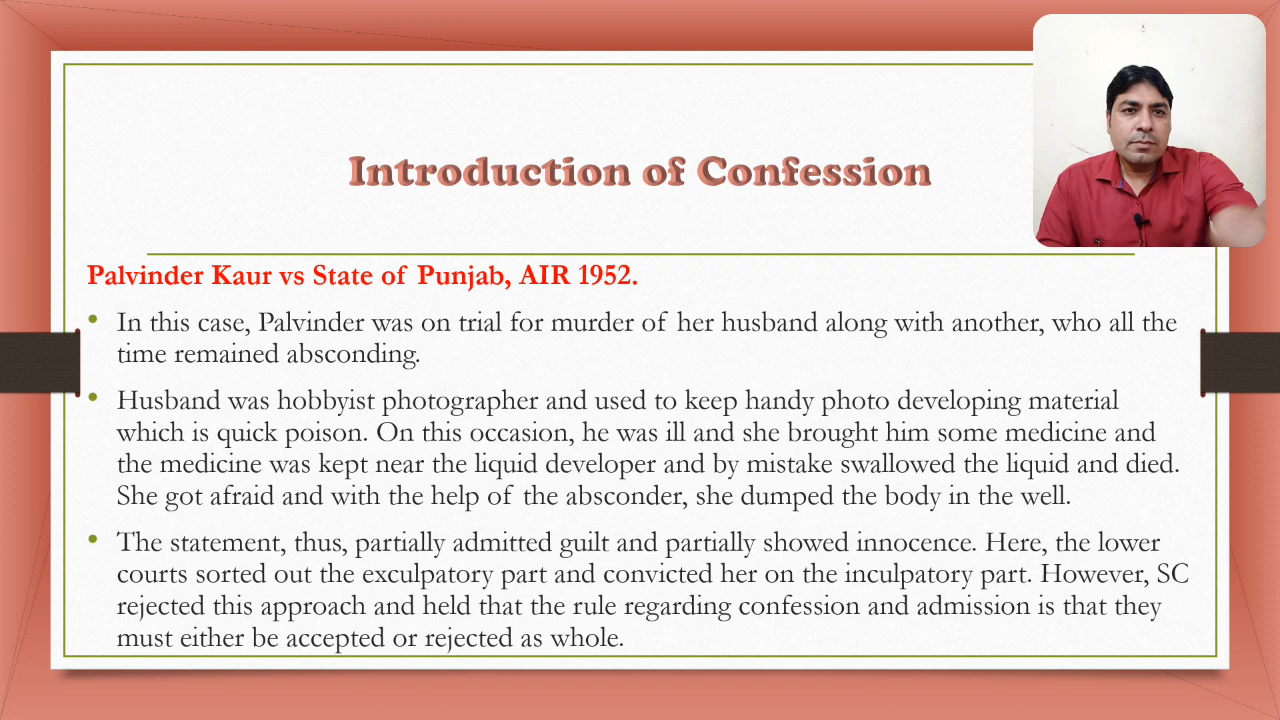 Introduction of Confession
Palvinder Kaur vs State of Punjab, AIR 1952.
• In this case, Palvinder was on trial for murder of her husband along with another, who all the
time remained absconding.
• Husband was hobbyist photographer and used to keep handy photo developing material
which is quick poison. On this occasion, he was ill and she brought him some medicine and
the medicine was kept near the liquid developer and by mistake swallowed the liquid and died.
She got afraid and with the help of the absconder, she dumped the body in the well.
• The statement, thus, partially admitted guilt and partially showed innocence. Here, the lower
courts sorted out the exculpatory part and convicted her on the inculpatory part. However, SC
rejected this approach and held that the rule regarding confession and admission is that they
must either be accepted or rejected as whole.